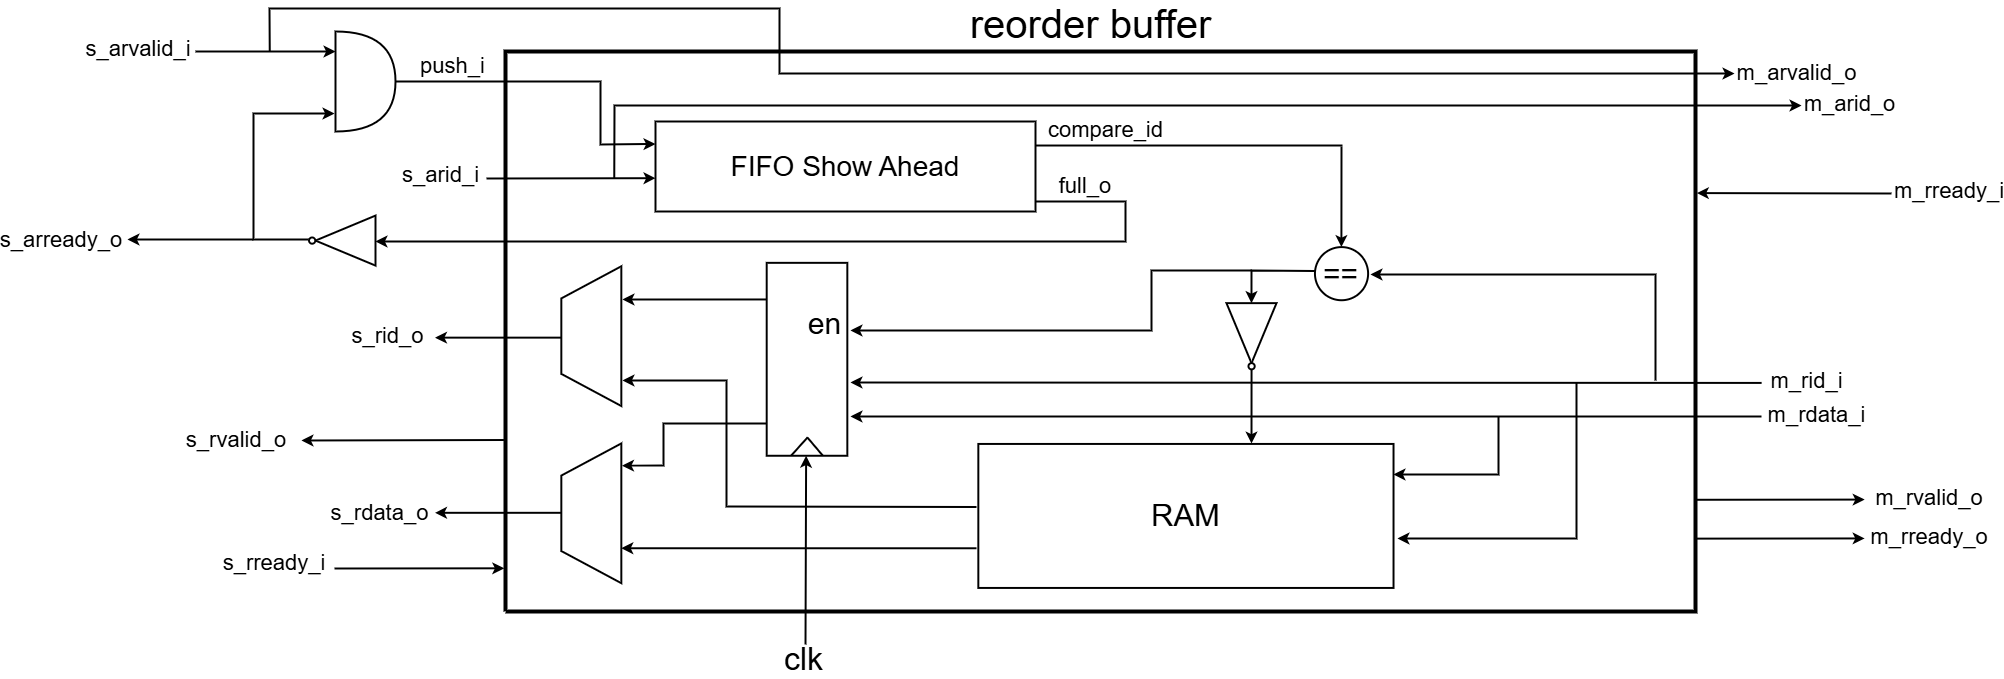 reorder buffer
s_arvalid_i
push_i
m_arvalid_o
m_arid_o
compare_id
FIFO Show Ahead
s_arid_i
full_o
m_rready_i
s_arready_o
==
en
s_rid_o
m_rid_i
m_rdata_i
s_rvalid_o
m_rvalid_o
s_rdata_o
RAM
m_rready_o
s_rready_i
clk